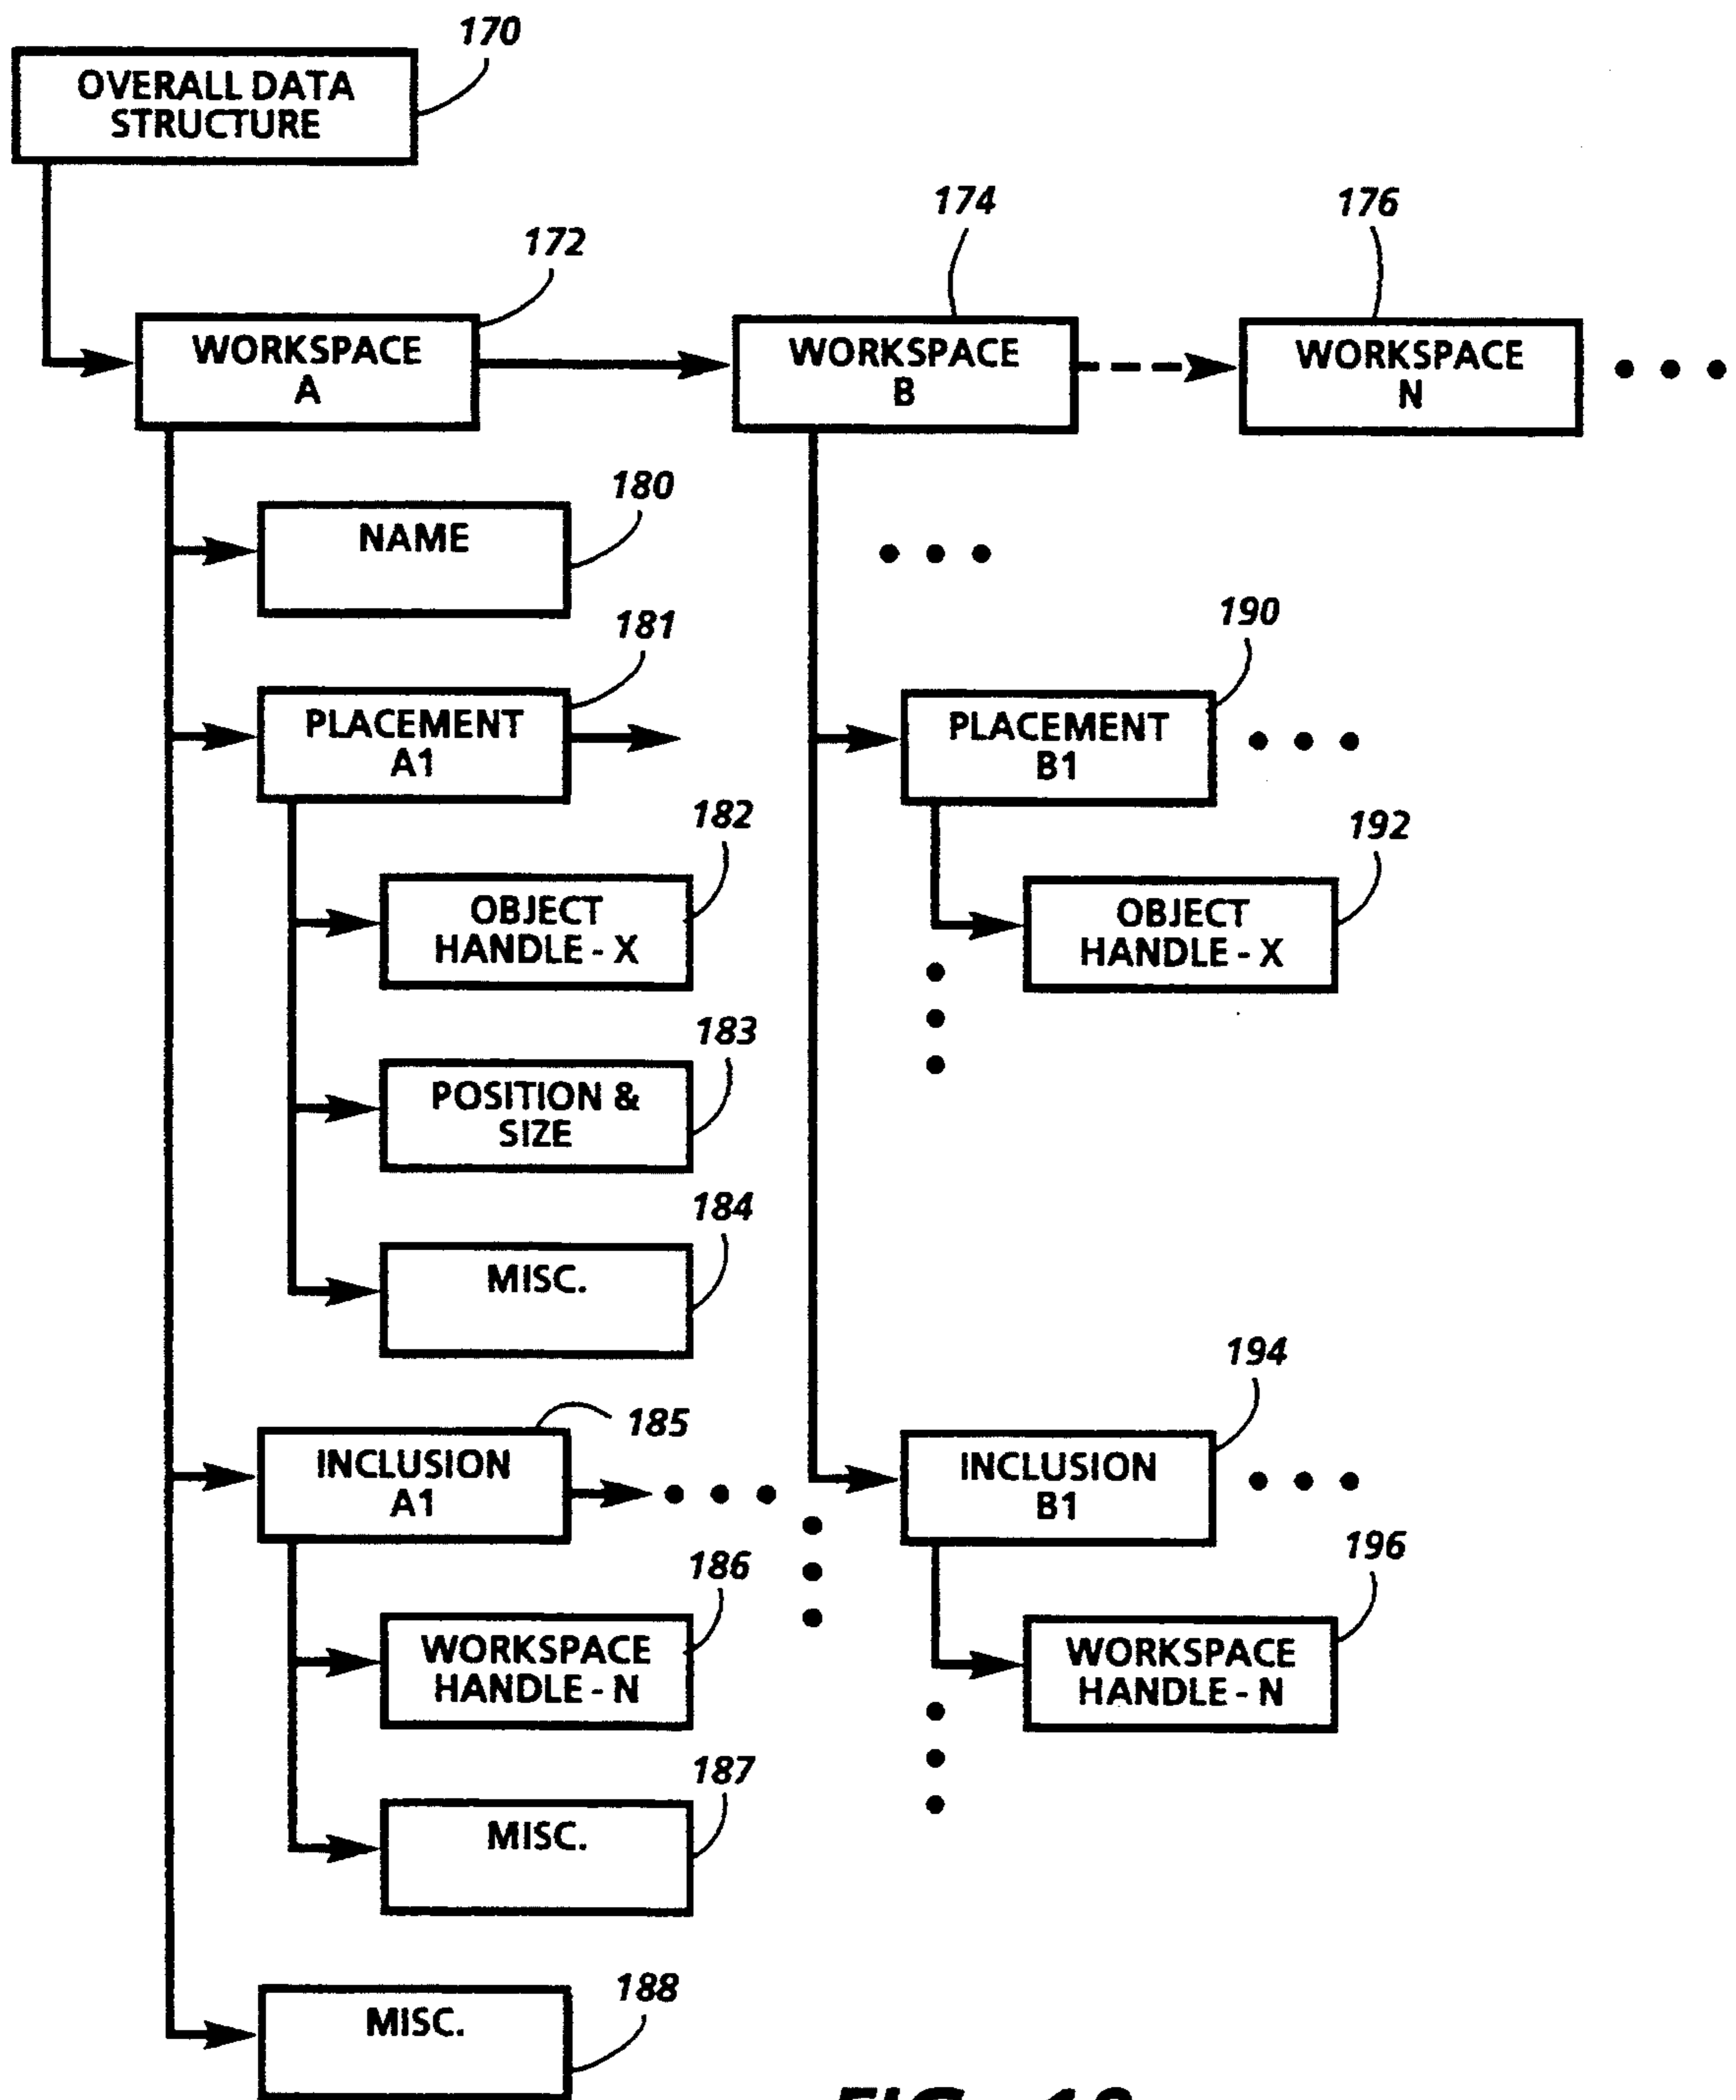 170
OVERALL DATA
STRUCTURE
172
174
176
WORKSPACE
A
WORKSPACE
B
WORKSPACE
N
180
NAME
181
PLACEMENT
A1
190
PLACEMENT
B1
182
OBJECT
HANDLE - X
192
OBJECT
HANDLE - X
183
POSITION &
SIZE
184
MISC.
185
INCLUSION
A1
194
INCLUSION
B1
186
WORKSPACE
HANDLE - N
196
WORKSPACE
HANDLE - N
187
MISC.
188
MISC.